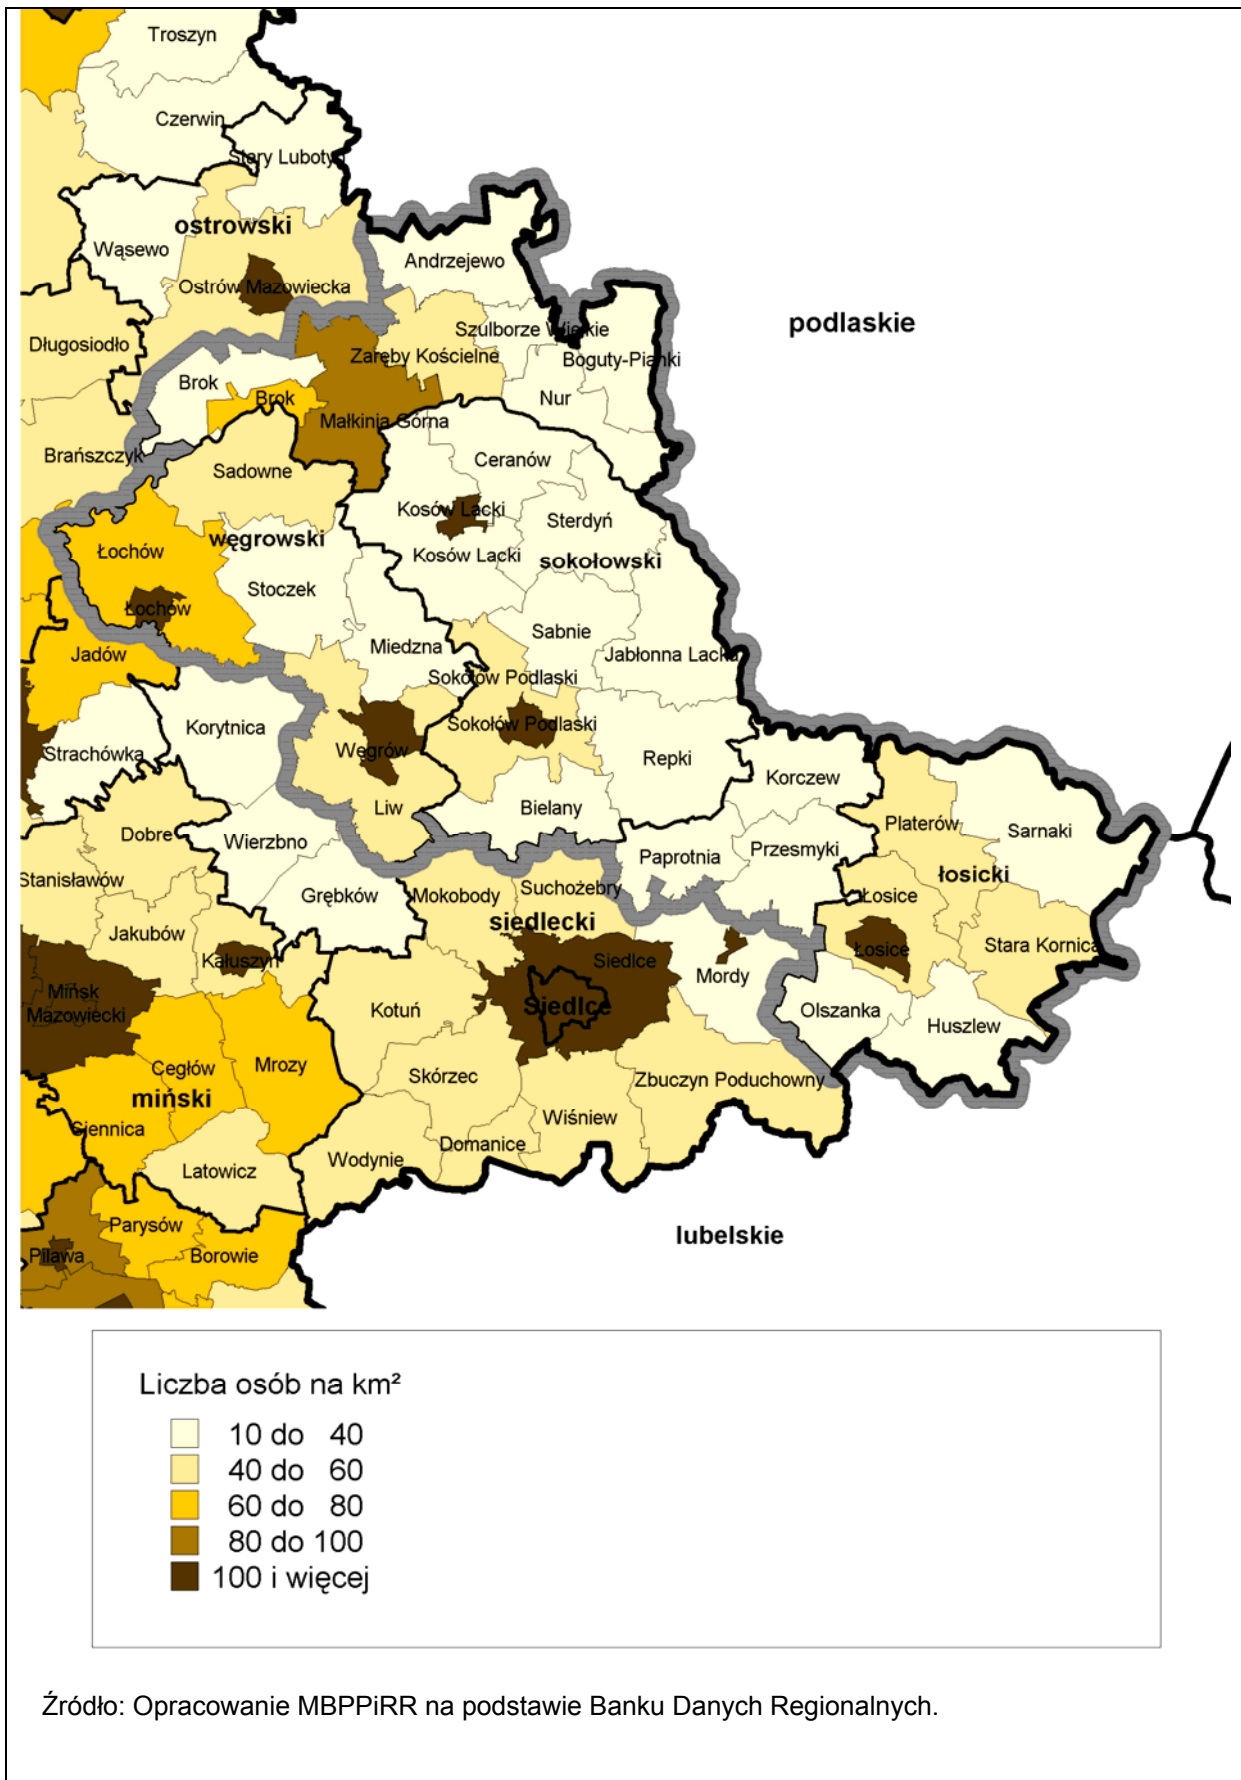 Troszyn
Czerwin
Stary Lubotyń
ostrowski
Wąsewo
Andrzejewo
Ostrów Mazowiecka
podlaskie
Długosiodło
Szulborze Wielkie
Zaręby Kościelne
Boguty-Pianki
Brok
Brok
Nur
Małkinia Górna
Brańszczyk
Sadowne
Ceranów
Kosów Lacki
Sterdyń
Łochów
węgrowski
Kosów Lacki
sokołowski
Stoczek
Łochów
Sabnie
Miedzna
Jadów
Jabłonna Lacka
Sokołów Podlaski
Korytnica
Sokołów Podlaski
Strachówka
Węgrów
Repki
Korczew
Liw
Bielany
Dobre
Wierzbno
Platerów
Sarnaki
Przesmyki
Paprotnia
Stanisławów
łosicki
Grębków
Mokobody
Suchożebry
Łosice
siedlecki
Jakubów
Stara Kornica
Łosice
Kałuszyn
Siedlce
Mordy
Mińsk
Mazowiecki
Kotuń
Siedlce
Olszanka
Huszlew
Cegłów
Mrozy
Skórzec
Zbuczyn Poduchowny
miński
Wiśniew
Siennica
Domanice
Latowicz
Wodynie
Parysów
lubelskie
Pilawa
Borowie
Liczba osób na km²
10 do 40
40 do 60
60 do 80
80 do 100
100 i więcej
Źródło: Opracowanie MBPPiRR na podstawie Banku Danych Regionalnych.